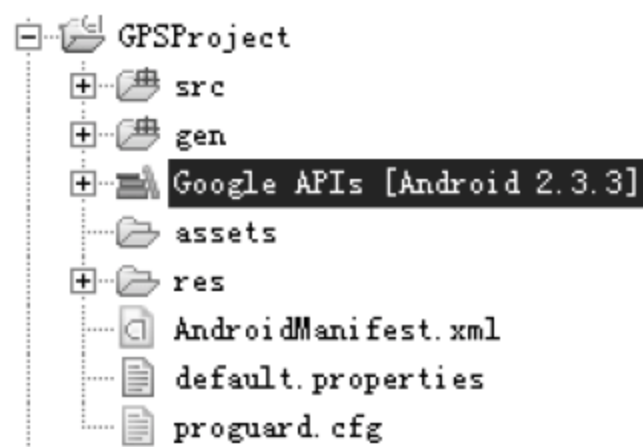 GPSProject
src
gen
Google APIs [Android 2.3.3]
assets
res
AndroidManifest.xml
default.properties
proguard.cfg